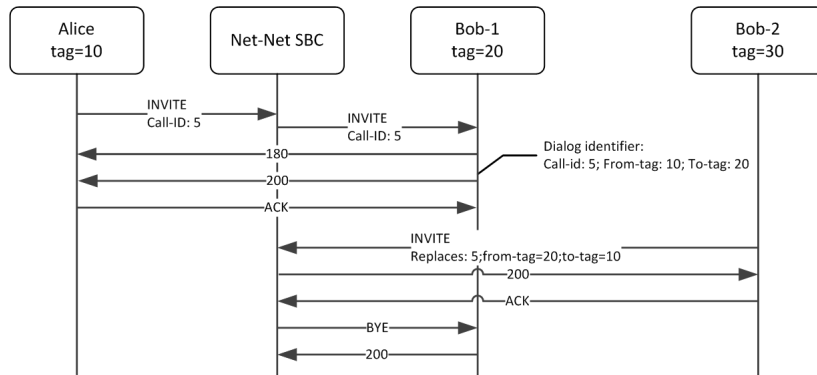 Alice
tag=10
Net-Net SBC
Bob-1
tag=20
Bob-2
tag=30
INVITE
Call-ID: 5
INVITE
Call-ID: 5
180
Dialog identifier:
Call-id: 5; From-tag: 10; To-tag: 20
200
ACK
INVITE
Replaces: 5;from-tag=20;to-tag=10
200
ACK
BYE
200